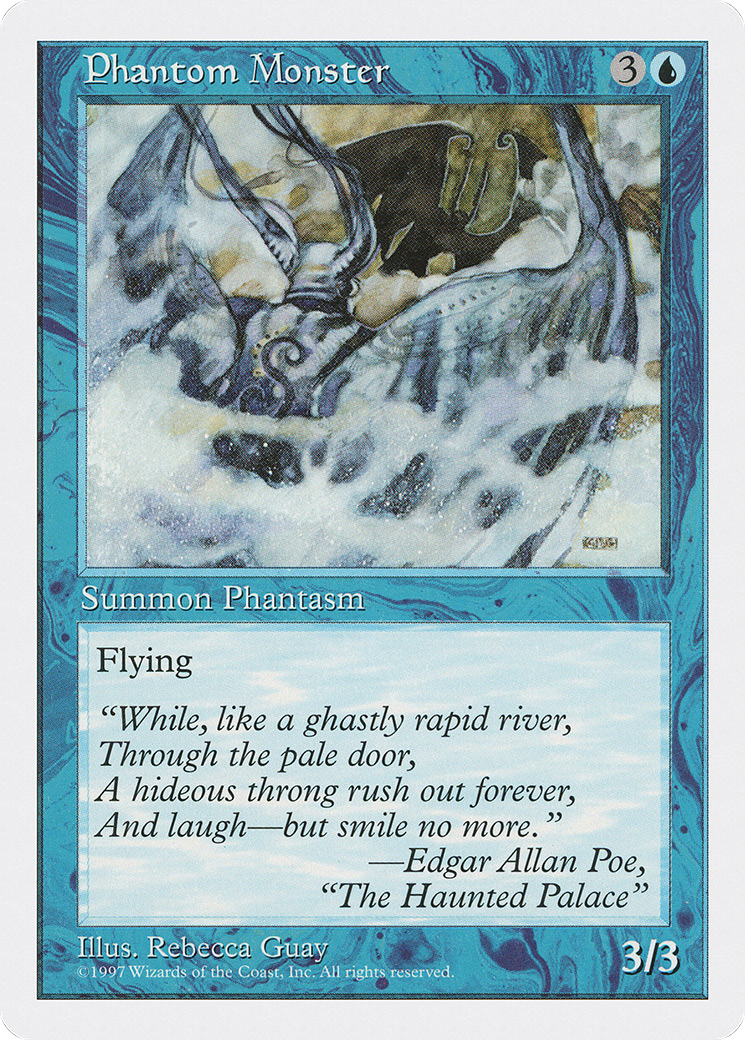 Phantom Monster 3
Summon Phantasm
Flying
“While, like a ghastly rapid river,
Through the pale door,
A hideous throng rush out forever,
And laugh—but smile no more.”
—Edgar Allan Poe,
“The Haunted Palace”
Illus. Rebecca Guay
3/3
©1997 Wizards of the Coast, Inc. All rights reserved.